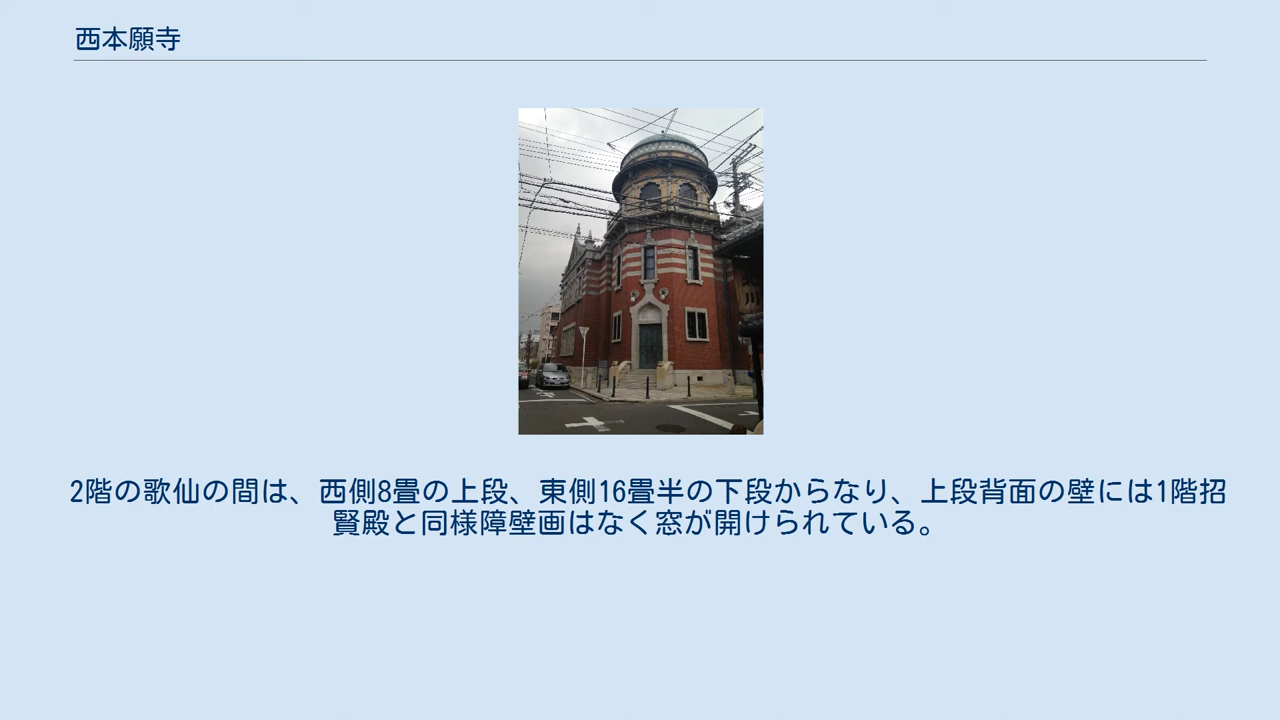 西本願寺
2階の歌仙の間は、西側8畳の上段、東側16畳半の下段からなり、上段背面の壁には1階招
賢殿と同様障壁画はなく窓が開けられている。